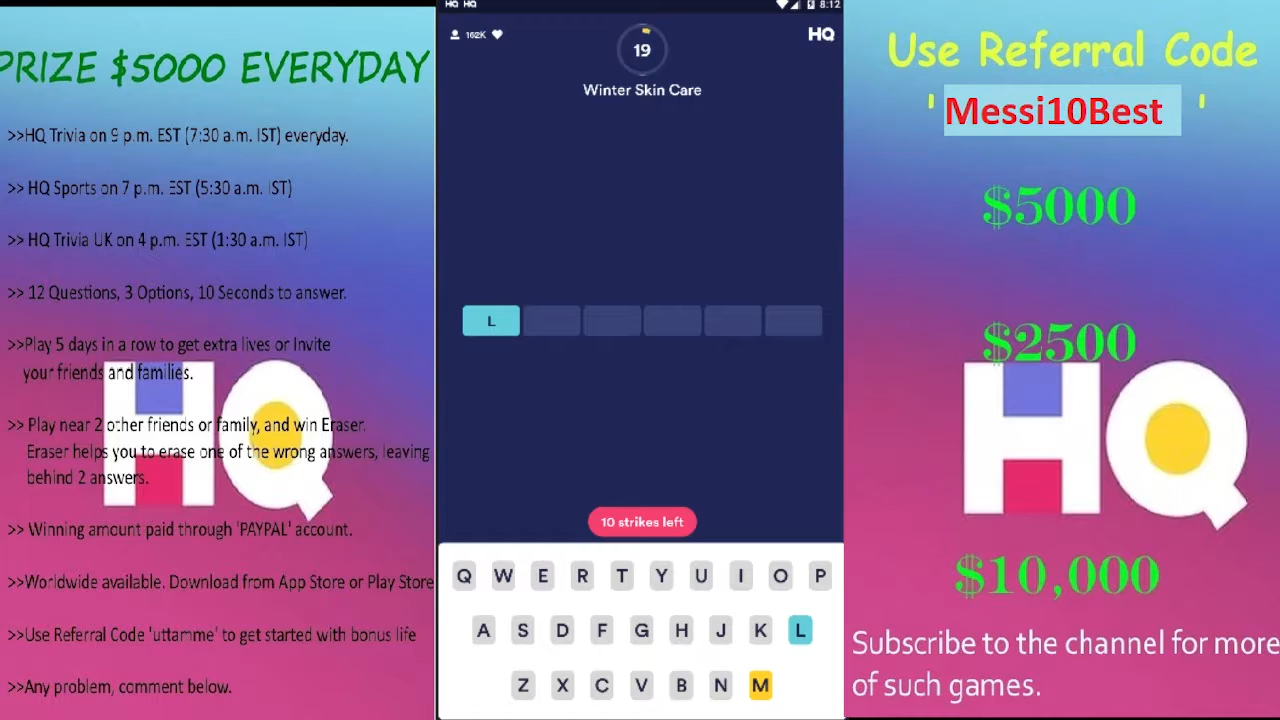 PRIZE $5000 EVERYDAY
>>HQ Trivia on 9 p.m. EST (7:30 a.m. IST) everyday.
>> HQ Sports on 7 p.m. EST (5:30 a.m. IST)
>> HQ Trivia UK on 4 p.m. EST (1:30 a.m. IST)
>> 12 Questions, 3 Options, 10 Seconds to answer.
>>Play 5 days in a row to get extra lives or Invite
your friends and families.
>> Play near 2 other friends or family, and win Eraser.
Eraser helps you to erase one of the wrong answers, leaving
behind 2 answers.
>> Winning amount paid through 'PAYPAL' account.
>>Worldwide available. Download from App Store or Play Store
>>Use Referral Code 'uttamme' to get started with bonus life
>>Any problem, comment below.
HQ
HQ HQ 8:12
162K
19
HQ
Winter Skin Care
L
10 strikes left
Q W E R T Y U I O P
A S D F G H J K L
Z X C V B N M
Use Referral Code
' Messi10Best '
$5000
$2500
HQ
$10,000
Subscribe to the channel for more
of such games.